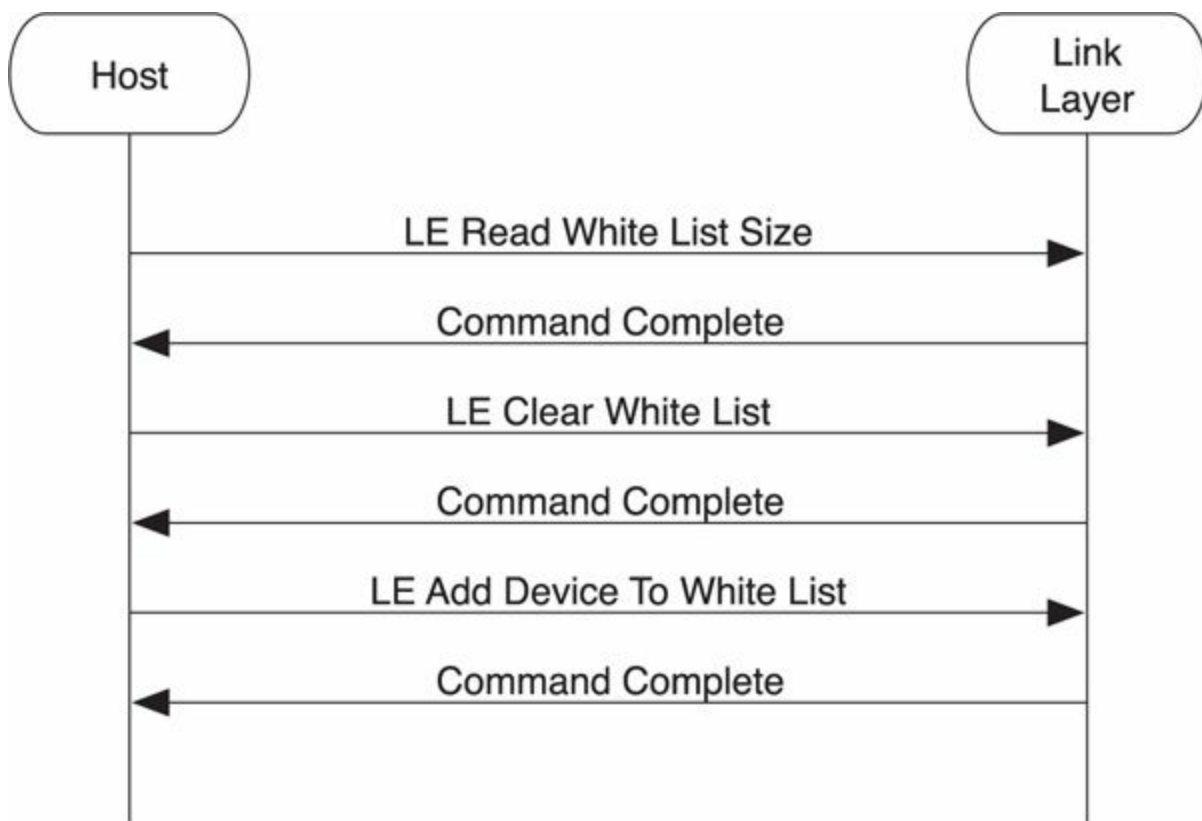 Host
Link
Layer
LE Read White List Size
Command Complete
LE Clear White List
Command Complete
LE Add Device To White List
Command Complete